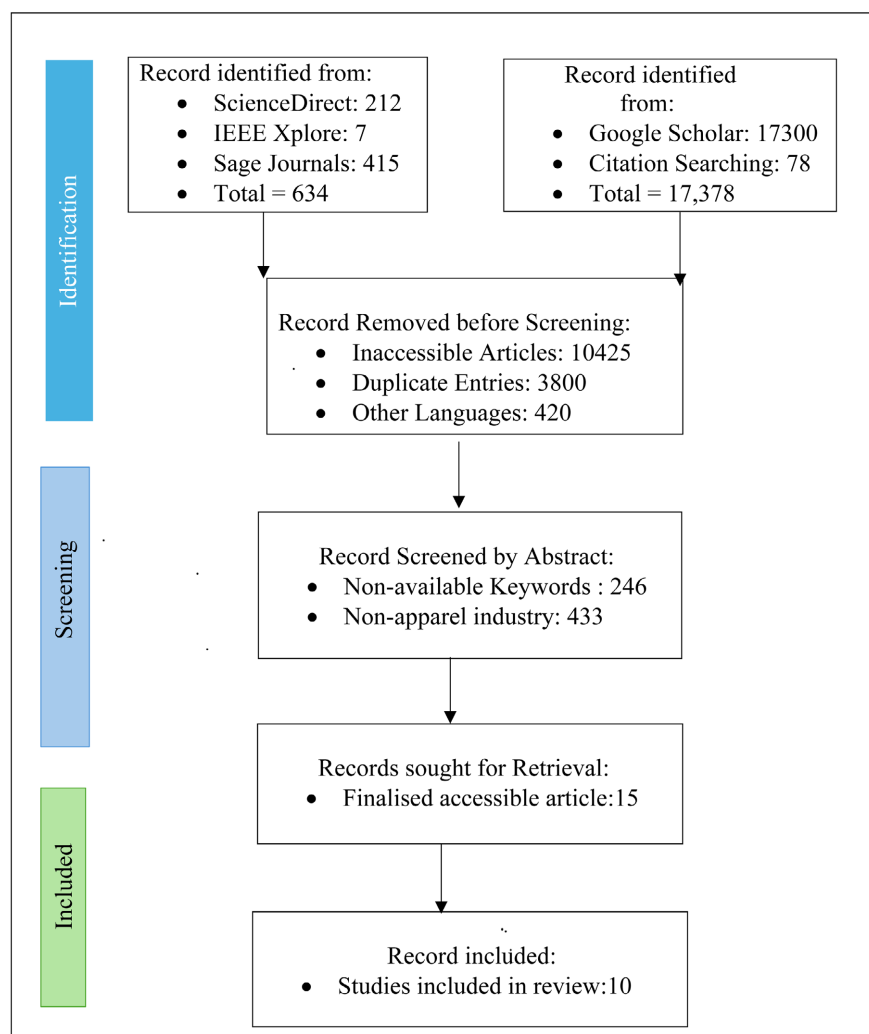 Identification
Record identified from:
• ScienceDirect: 212
• IEEE Xplore: 7
• Sage Journals: 415
• Total = 634
Record identified
from:
• Google Scholar: 17300
• Citation Searching: 78
• Total = 17,378
Record Removed before Screening:
• Inaccessible Articles: 10425
• Duplicate Entries: 3800
• Other Languages: 420
Screening
Record Screened by Abstract:
• Non-available Keywords : 246
• Non-apparel industry: 433
Records sought for Retrieval:
• Finalised accessible article:15
Included
Record included:
• Studies included in review:10